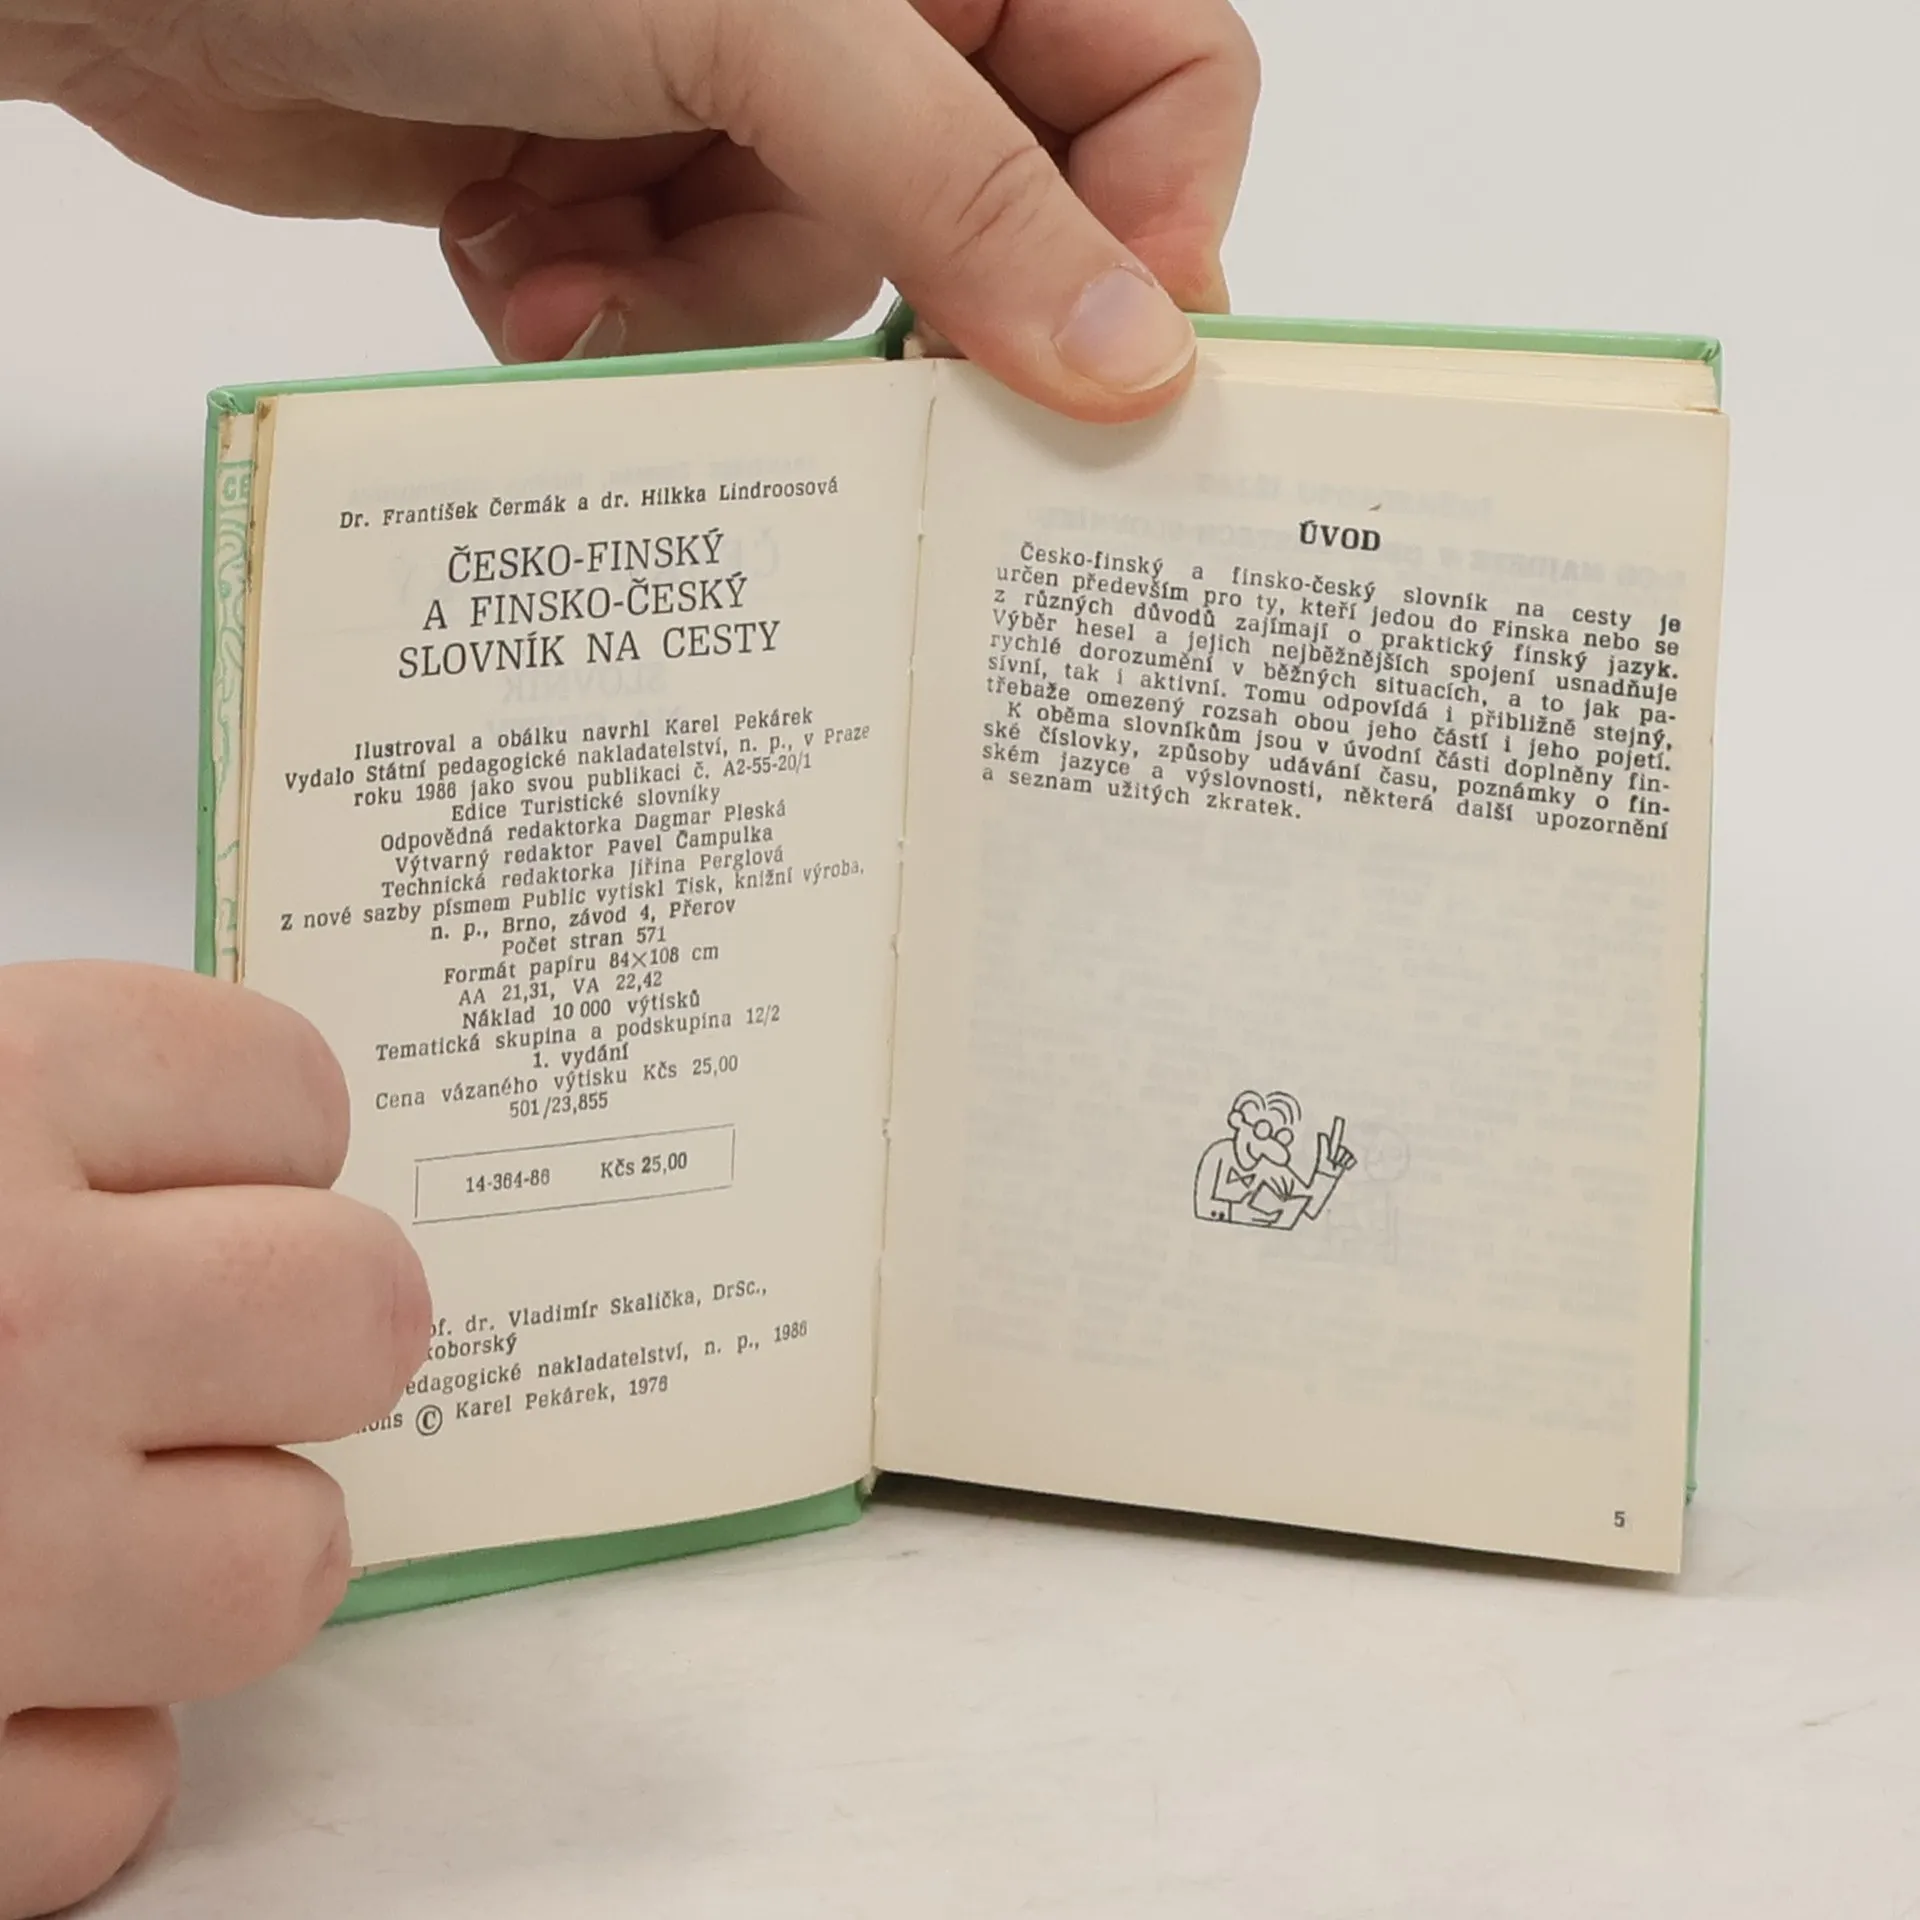 Dr. František Čermák a dr. Hilkka Lindroosová
ČESKO-FINSKÝ
A FINSKO-ČESKÝ
SLOVNÍK NA CESTY
Ilustroval a obálku navrhl Karel Pekárek
Vydalo Státní pedagogické nakladatelství, n. p., v Praze
roku 1986 jako svou publikaci č. A2-55-20/1
Edice Turistické slovníky
Odpovědná redaktorka Dagmar Pleská
Výtvarný redaktor Pavel Čampulka
Technická redaktorka Jiřina Perglová
Z nové sazby písmem Public vytiskl Tisk, knižní výroba,
n. p., Brno, závod 4, Přerov
Počet stran 571
Formát papíru 84×108 cm
AA 21,31, VA 22,42
Náklad 10 000 výtisků
Tematická skupina a podskupina 12/2
1. vydání
Cena vázaného výtisku Kčs 25,00
501/23,855
14-364-86 Kčs 25,00
dr. Vladimír Skalička, DrSc.,
nakladatelství, n. p., 1986
© Karel Pekárek, 1976
ÚVOD
Česko-finský a finsko-český slovník na cesty je
určen především pro ty, kteří jedou do Finska nebo se
z různých důvodů zajímají o praktický finský jazyk.
Výběr hesel a jejich nejběžnějších spojení usnadňuje
rychlé dorozumění v běžných situacích, a to jak pa-
sívní, tak i aktivní. Tomu odpovídá i přibližně stejný,
třebaže omezený rozsah obou jeho částí i jeho pojetí.
K oběma slovníkům jsou v úvodní části doplněny fin-
ské číslovky, způsoby udávání času, poznámky o fin-
ském jazyce a výslovnosti, některá další upozornění
a seznam užitých zkratek.
5